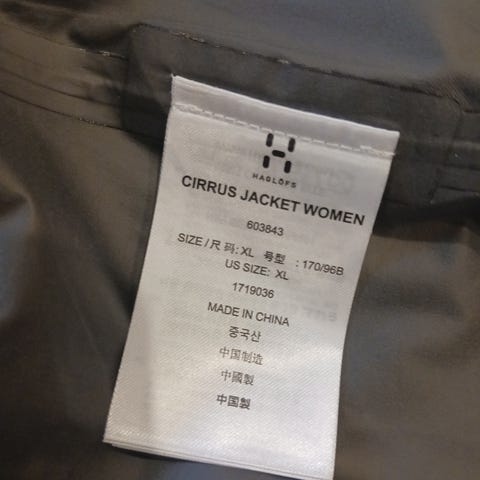 HAGLÖFS
CIRRUS JACKET WOMEN
603843
SIZE / 尺 码: XL 号型 : 170/96B
US SIZE: XL
1719036
MADE IN CHINA
중국산
中国制造
中國製
中国製